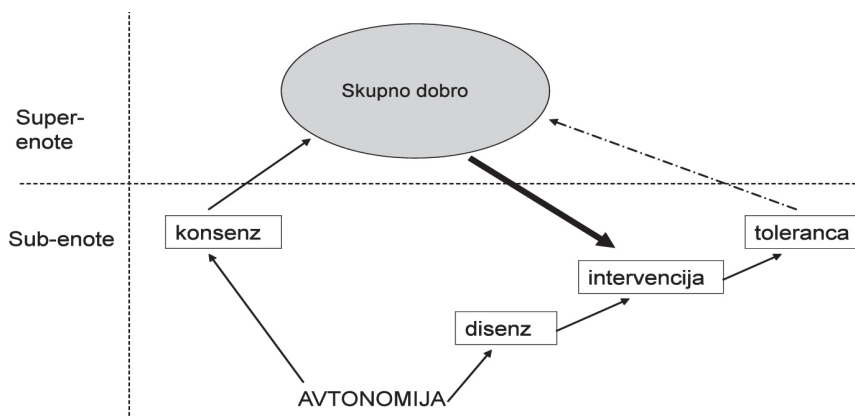 Skupno dobro
Super-
enote
Sub-enote
konsenz
toleranca
intervencija
disenz
AVTONOMIJA